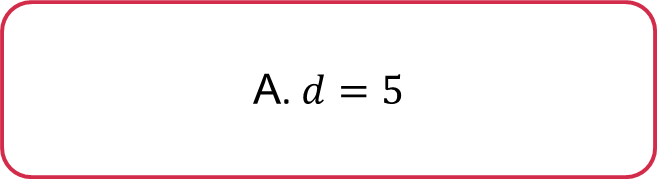 A. d = 5